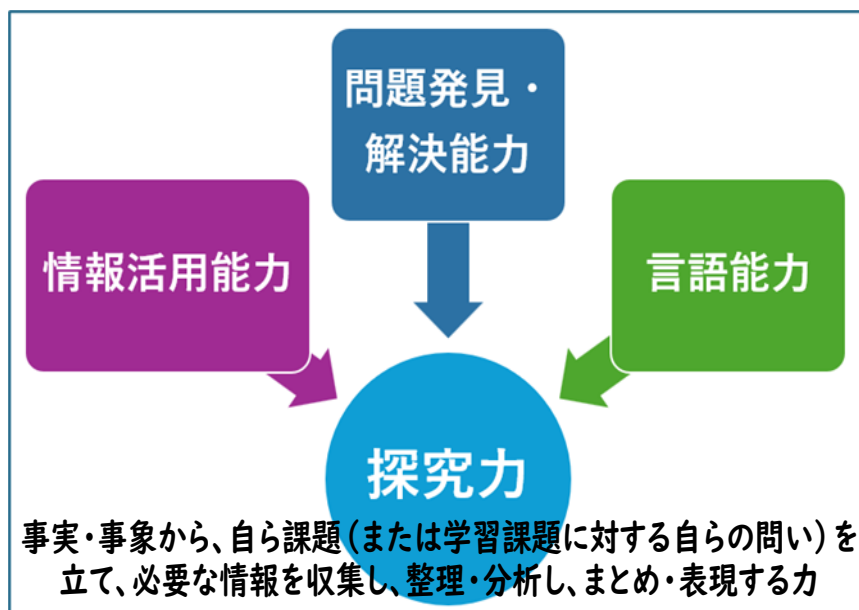 問題発見・
解決能力
情報活用能力
言語能力
探究力
事実・事象から、自ら課題（または学習課題に対する自らの問い）を
立て、必要な情報を収集し、整理・分析し、まとめ・表現する力